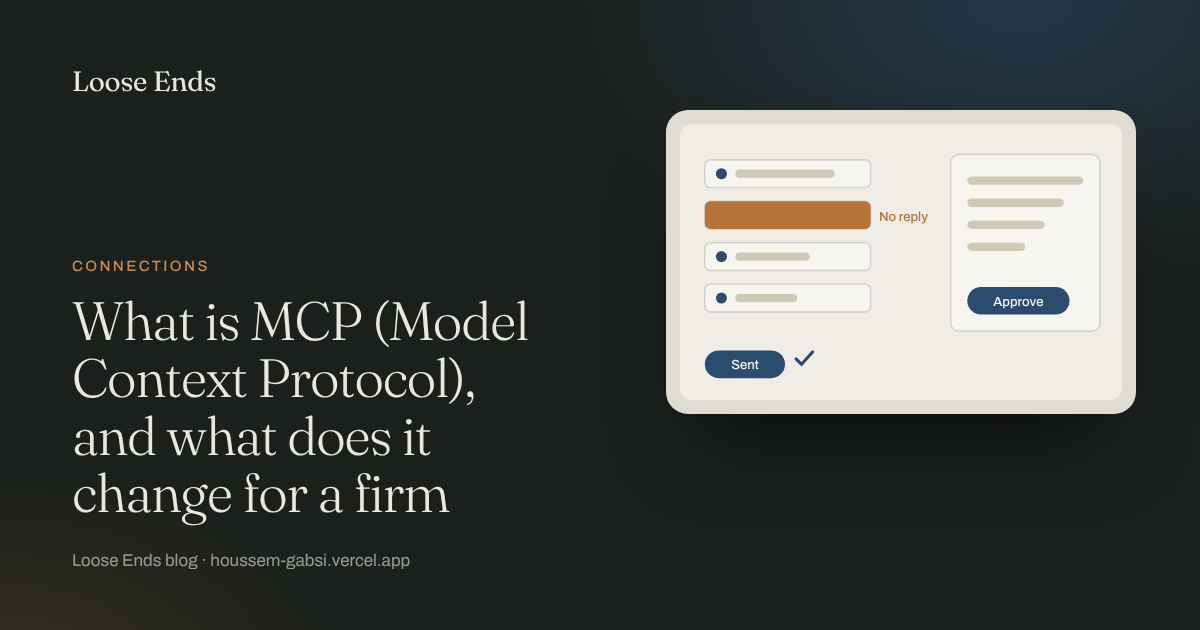 Loose Ends
CONNECTIONS
What is MCP (Model
Context Protocol),
and what does it
change for a firm
Loose Ends blog · houssem-gabsi.vercel.app
No reply
Approve
Sent